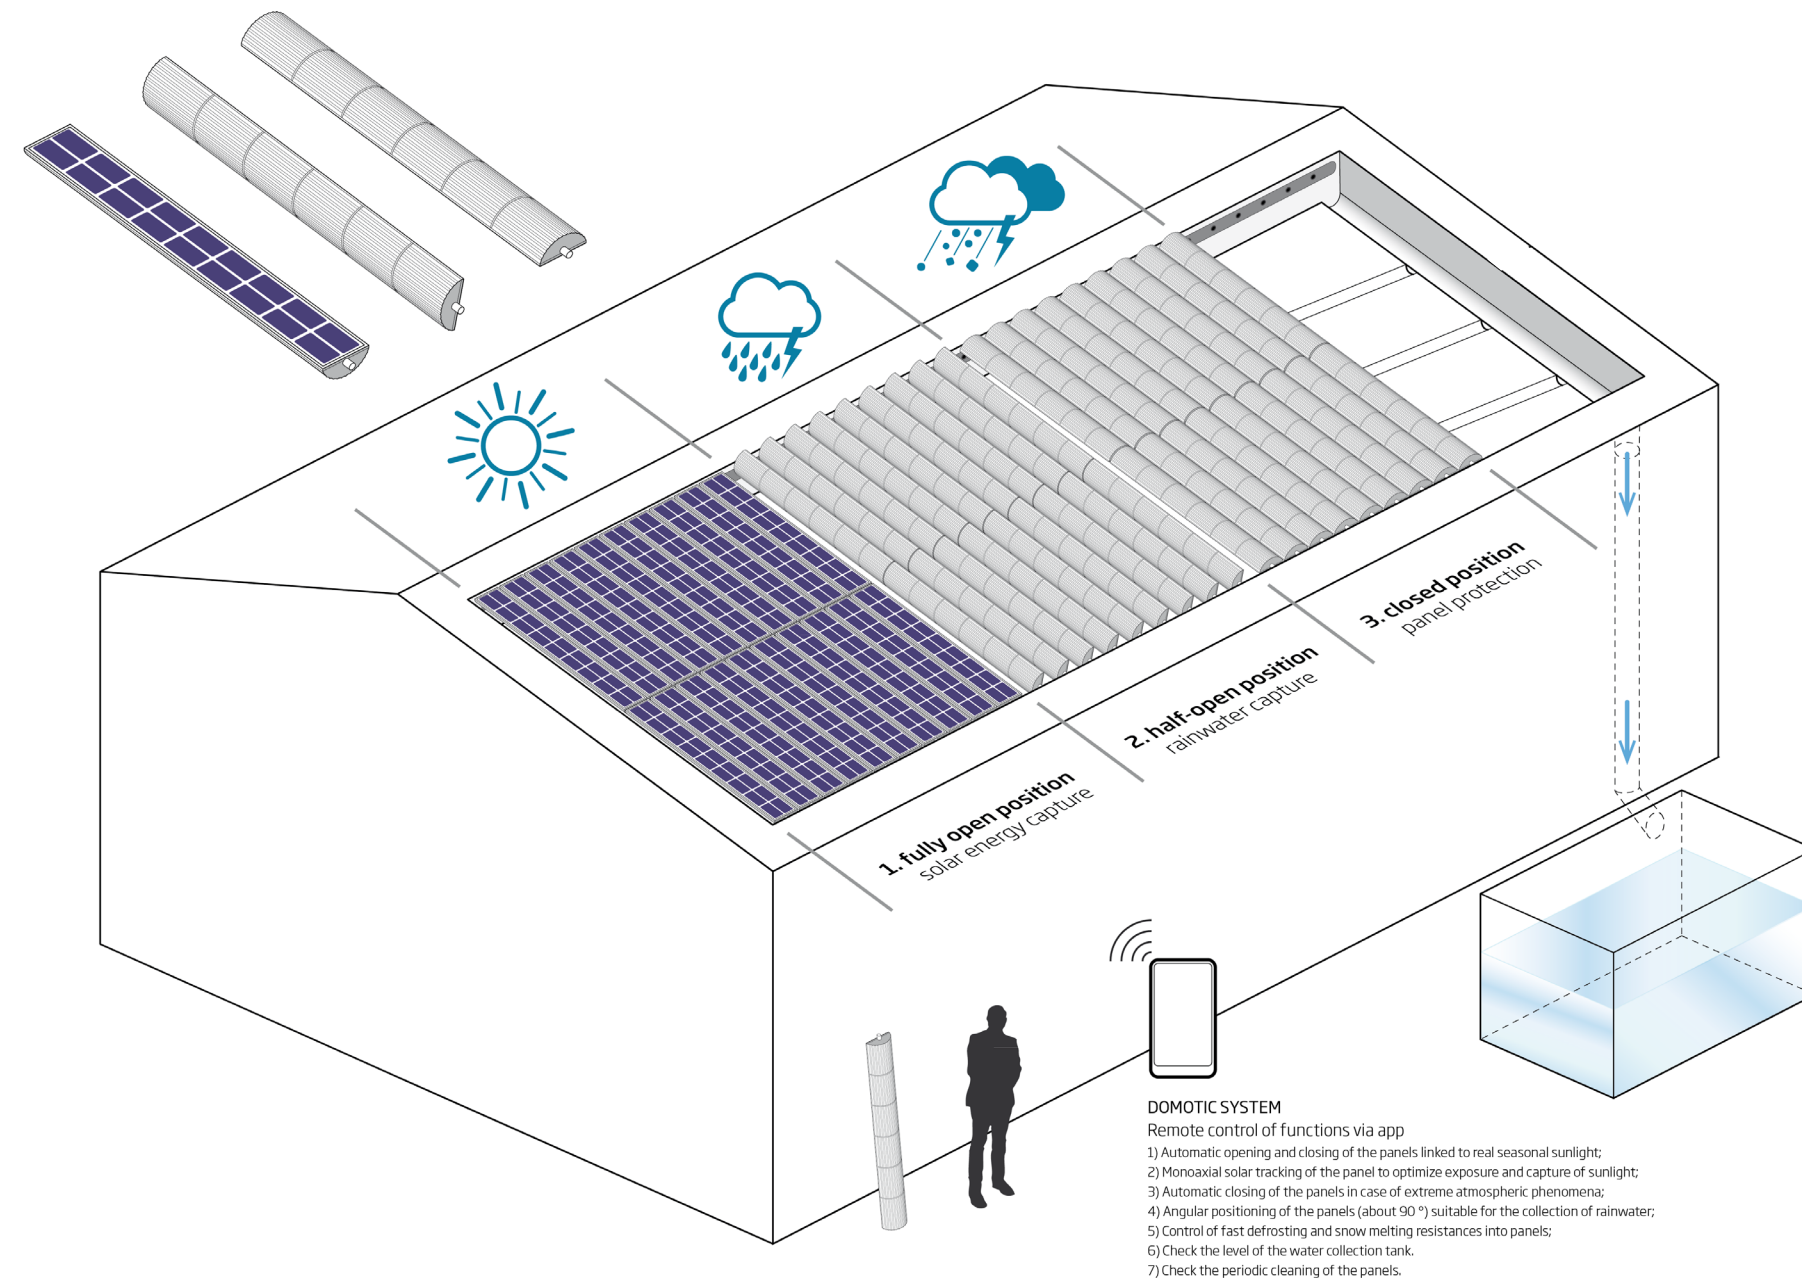 3. closed position
panel protection
2. half-open position
rainwater capture
1. fully open position
solar energy capture
DOMOTIC SYSTEM
Remote control of functions via app
1) Automatic opening and closing of the panels linked to real seasonal sunlight;
2) Monoaxial solar tracking of the panel to optimize exposure and capture of sunlight;
3) Automatic closing of the panels in case of extreme atmospheric phenomena;
4) Angular positioning of the panels (about 90 °) suitable for the collection of rainwater;
5) Control of fast defrosting and snow melting resistances into panels;
6) Check the level of the water collection tank.
7) Check the periodic cleaning of the panels.